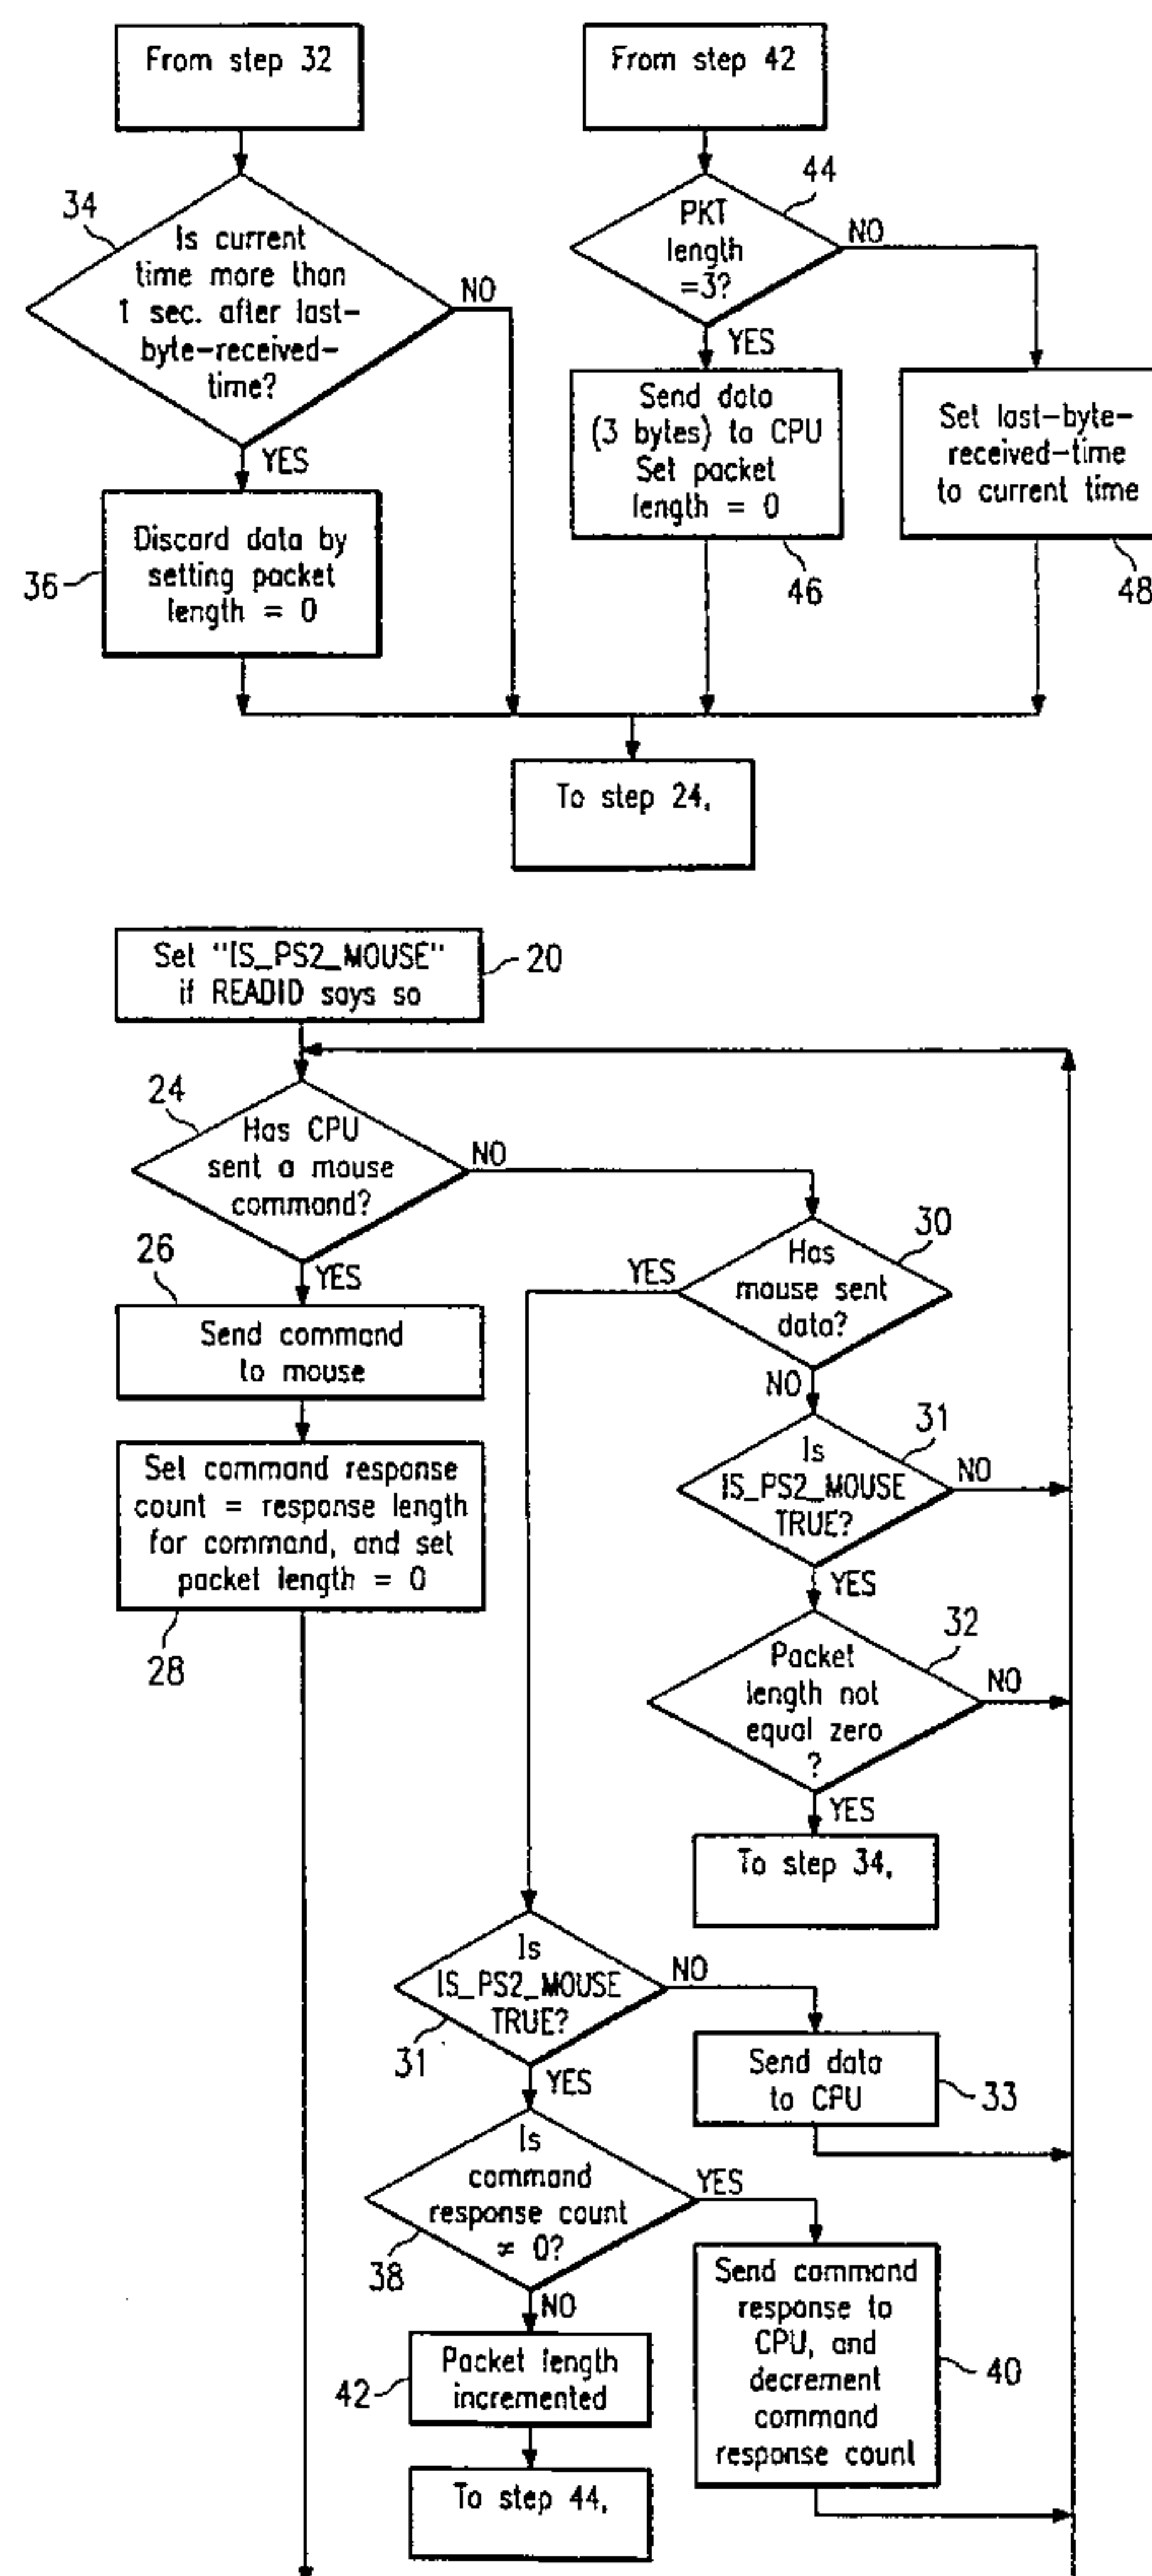 From step 32
From step 42
34
Is current
time more than
1 sec. after last-
byte-received-
time?
NO
YES
36
Discard data by
setting packet
length = 0
44
PKT
length
=3?
NO
YES
Send data
(3 bytes) to CPU
Set packet
length = 0
46
Set last-byte-
received-time
to current time
48
To step 24,
Set "IS_PS2_MOUSE"
if READID says so
20
24
Has CPU
sent a mouse
command?
NO
YES
26
Send command
to mouse
Set command response
count = response length
for command, and set
packet length = 0
28
30
Has
mouse sent
data?
YES
NO
31
Is
IS_PS2_MOUSE
TRUE?
NO
YES
32
Packet
length not
equal zero
?
NO
YES
To step 34,
Is
IS_PS2_MOUSE
TRUE?
31
NO
YES
Send data
to CPU
33
Is
command
response count
≠ 0?
38
YES
NO
Send command
response to
CPU, and
decrement
command
response count
40
42
Packet length
incremented
To step 44,